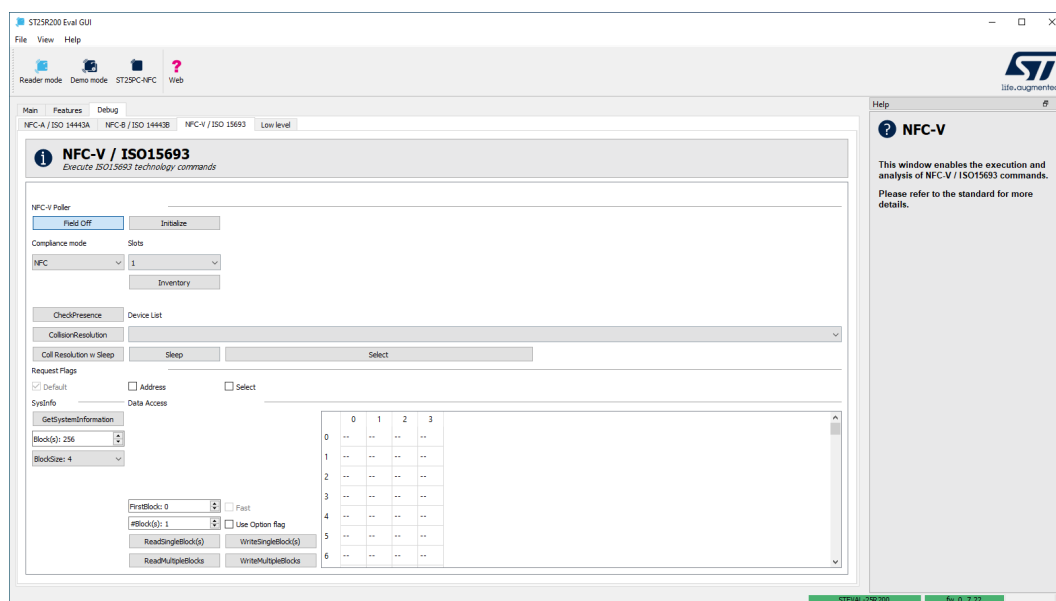 ST25R200 Eval GUI
File View Help
Reader mode Demo mode ST25PC-NFC Web
life.augmented
Main Features Debug
NFC-A / ISO 14443A NFC-B / ISO 14443B NFC-V / ISO 15693 Low level
NFC-V / ISO15693
Execute ISO15693 technology commands
NFC-V Poller
Field Off Initialize
Compliance mode Slots
NFC 1
Inventory
CheckPresence Device List
CollisionResolution
Coll Resolution w Sleep Sleep Select
Request Flags
Default Address Select
SysInfo Data Access
GetSystemInformation
Block(s): 256
BlockSize: 4
FirstBlock: 0 Fast
#Block(s): 1 Use Option flag
ReadSingleBlock(s) WriteSingleBlock(s)
ReadMultipleBlocks WriteMultipleBlocks
0 1 2 3
0 -- -- -- --
1 -- -- -- --
2 -- -- -- --
3 -- -- -- --
4 -- -- -- --
5 -- -- -- --
6 -- -- -- --
Help
NFC-V
This window enables the execution and
analysis of NFC-V / ISO15693 commands.
Please refer to the standard for more
details.